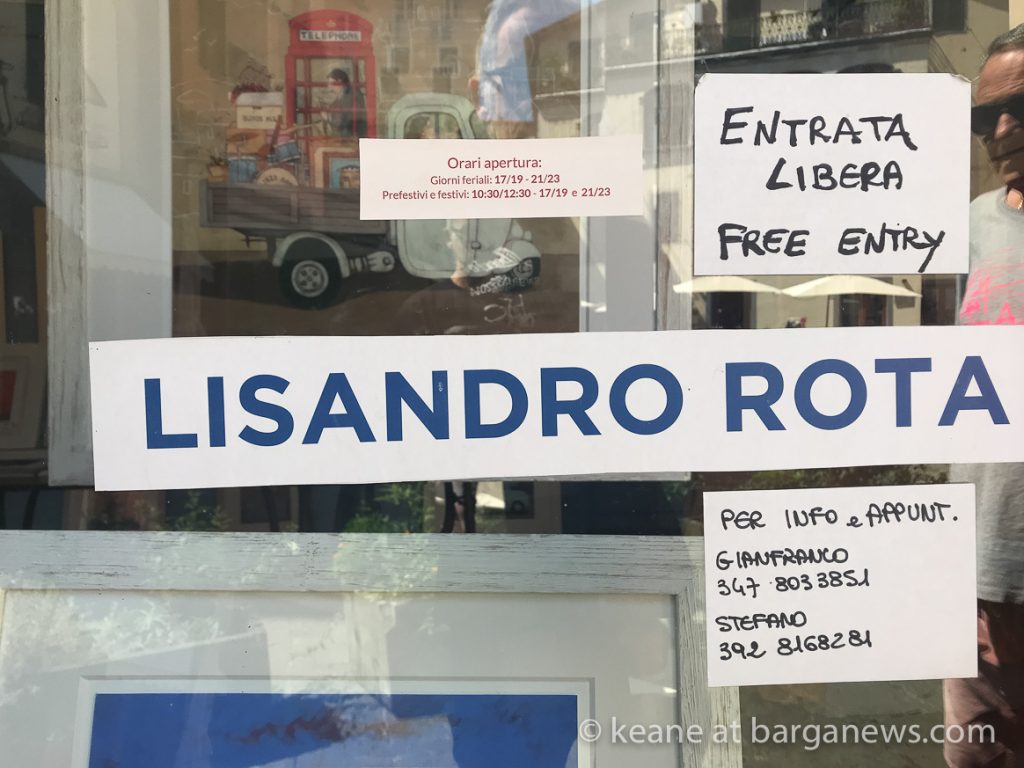 TELEPHONE
Orari apertura:
Giorni feriali: 17/19 - 21/23
Prefestivi e festivi: 10:30/12:30 - 17/19 e 21/23
ENTRATA
LIBERA
FREE ENTRY
LISANDRO ROTA
PER INFO e APPUNT.
GIANFRANCO
347 8033851
STEFANO
392 8168281
© keane at barganews.com